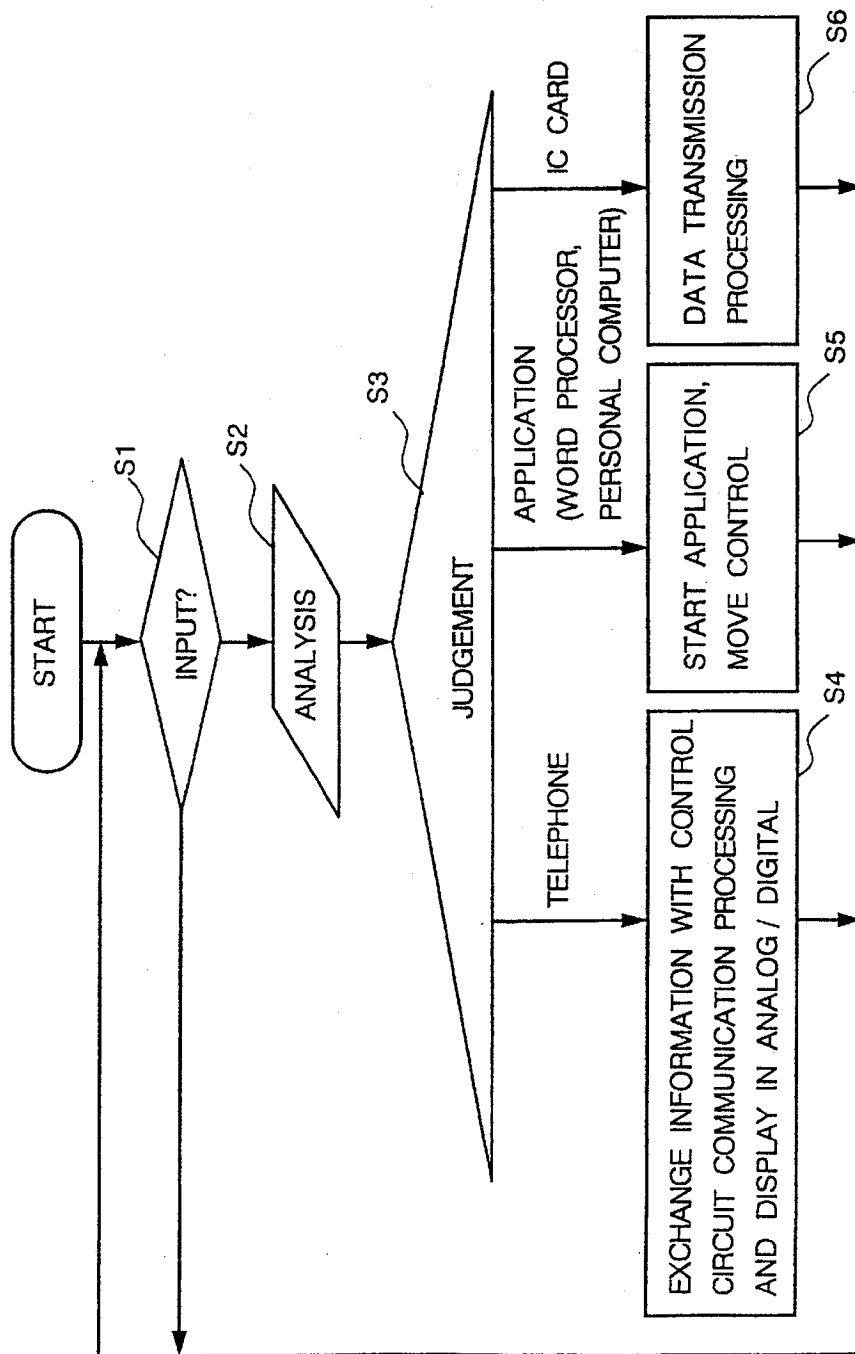 START
S1
INPUT?
S2
ANALYSIS
S3
JUDGEMENT
TELEPHONE
APPLICATION
(WORD PROCESSOR,
PERSONAL COMPUTER)
IC CARD
S4
EXCHANGE INFORMATION WITH CONTROL
CIRCUIT COMMUNICATION PROCESSING
AND DISPLAY IN ANALOG / DIGITAL
S5
START APPLICATION,
MOVE CONTROL
S6
DATA TRANSMISSION
PROCESSING